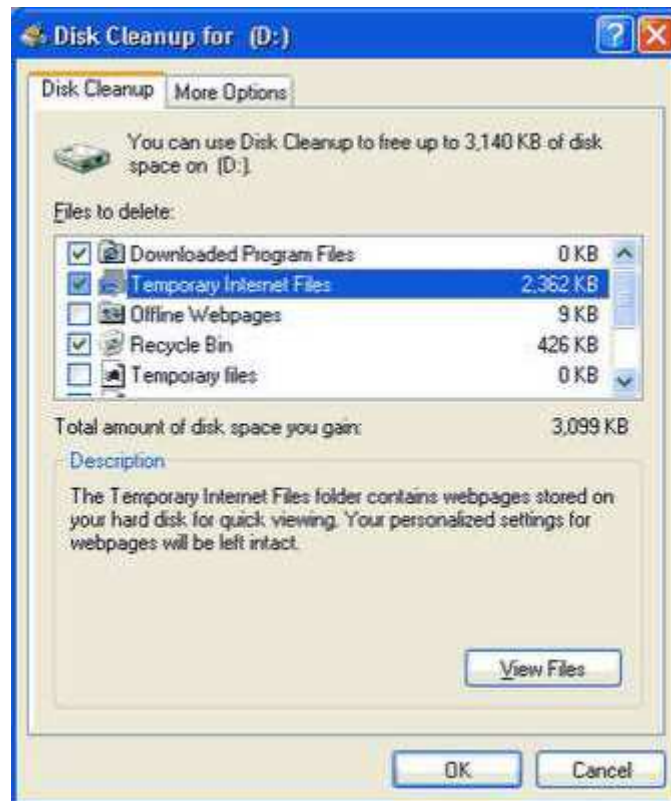 Disk Cleanup for (D:)
Disk Cleanup
More Options
You can use Disk Cleanup to free up 3,140 KB of disk
space on (D:).
Files to delete:
Downloaded Program Files 0 KB
Temporary Internet Files 2,362 KB
Offline Webpages 9 KB
Recycle Bin 426 KB
Temporary files 0 KB
Total amount of disk space you gain: 3,099 KB
Description
The Temporary Internet Files folder contains webpages stored on
your hard disk for quick viewing. Your personalized settings for
webpages will be left intact.
View Files
OK
Cancel